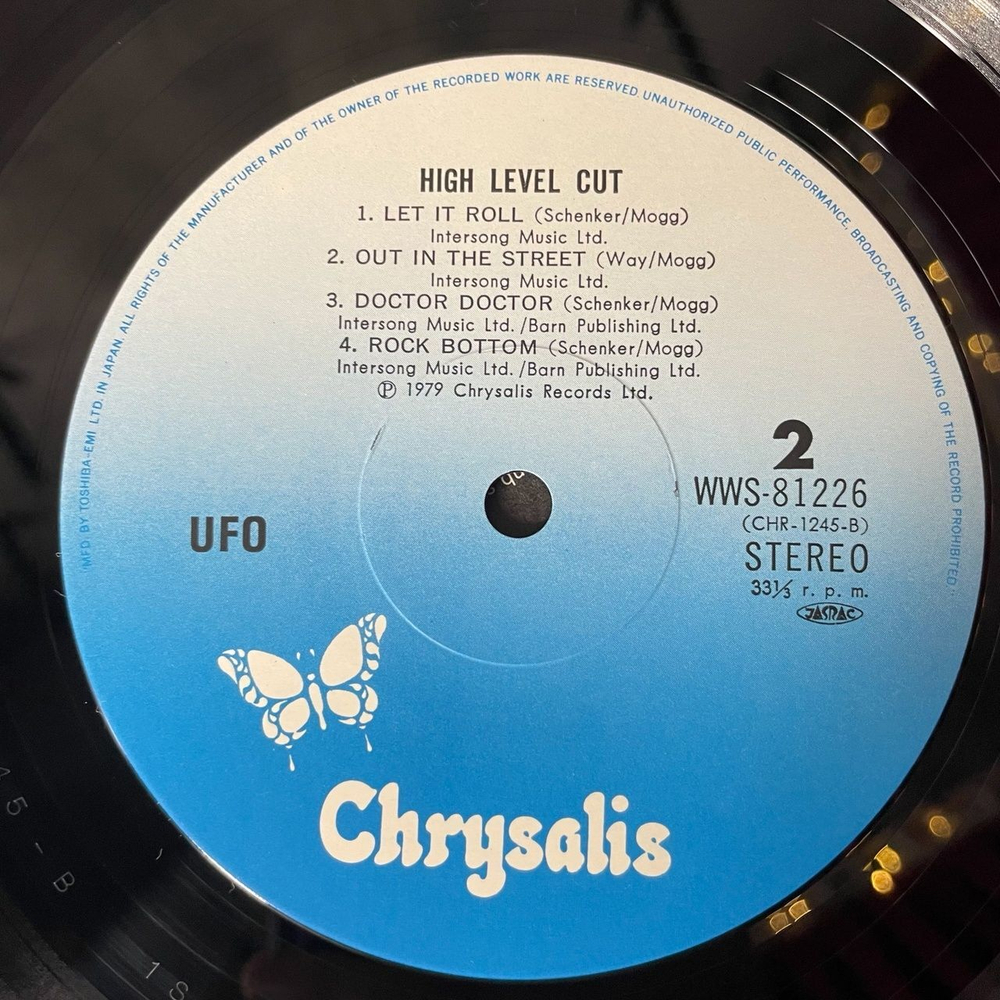 MFD BY TOSHIBA-EMI LTD. IN JAPAN. ALL RIGHTS OF THE MANUFACTURER AND OF THE OWNER OF THE RECORDED WORK ARE RESERVED. UNAUTHORIZED PUBLIC PERFORMANCE, BROADCASTING AND COPYING OF THE RECORD PROHIBITED.
HIGH LEVEL CUT
1. LET IT ROLL (Schenker/Mogg)
Intersong Music Ltd.
2. OUT IN THE STREET (Way/Mogg)
Intersong Music Ltd.
3. DOCTOR DOCTOR (Schenker/Mogg)
Intersong Music Ltd./Barn Publishing Ltd.
4. ROCK BOTTOM (Schenker/Mogg)
Intersong Music Ltd./Barn Publishing Ltd.
Ⓟ 1979 Chrysalis Records Ltd.
2
WWS-81226
(CHR-1245-B)
UFO
STEREO
33⅓ r. p. m.
JASRAC
Chrysalis
45-B
1S